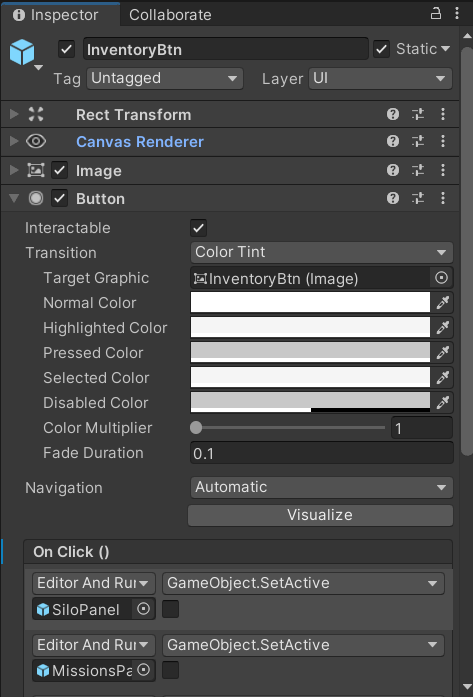 Inspector Collaborate
InventoryBtn Static
Tag Untagged Layer UI
Rect Transform
Canvas Renderer
Image
Button
Interactable
Transition Color Tint
Target Graphic InventoryBtn (Image)
Normal Color
Highlighted Color
Pressed Color
Selected Color
Disabled Color
Color Multiplier 1
Fade Duration 0.1
Navigation Automatic
Visualize
On Click ()
Editor And Run GameObject.SetActive
SiloPanel
Editor And Run GameObject.SetActive
MissionsPa